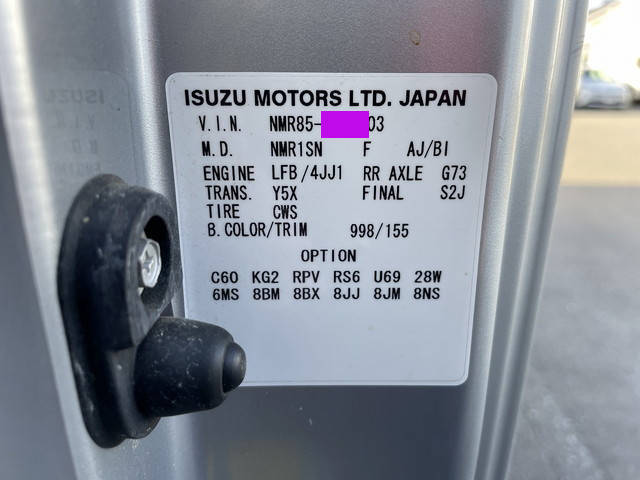 ISUZU MOTORS LTD. JAPAN
V.I.N. NMR85- 03
M.D. NMR1SN F AJ/BI
ENGINE LFB/4JJ1 RR AXLE G73
TRANS. Y5X FINAL S2J
TIRE CWS
B.COLOR/TRIM 998/155
OPTION
C60 KG2 RPV RS6 U69 28W
6MS 8BM 8BX 8JJ 8JM 8NS